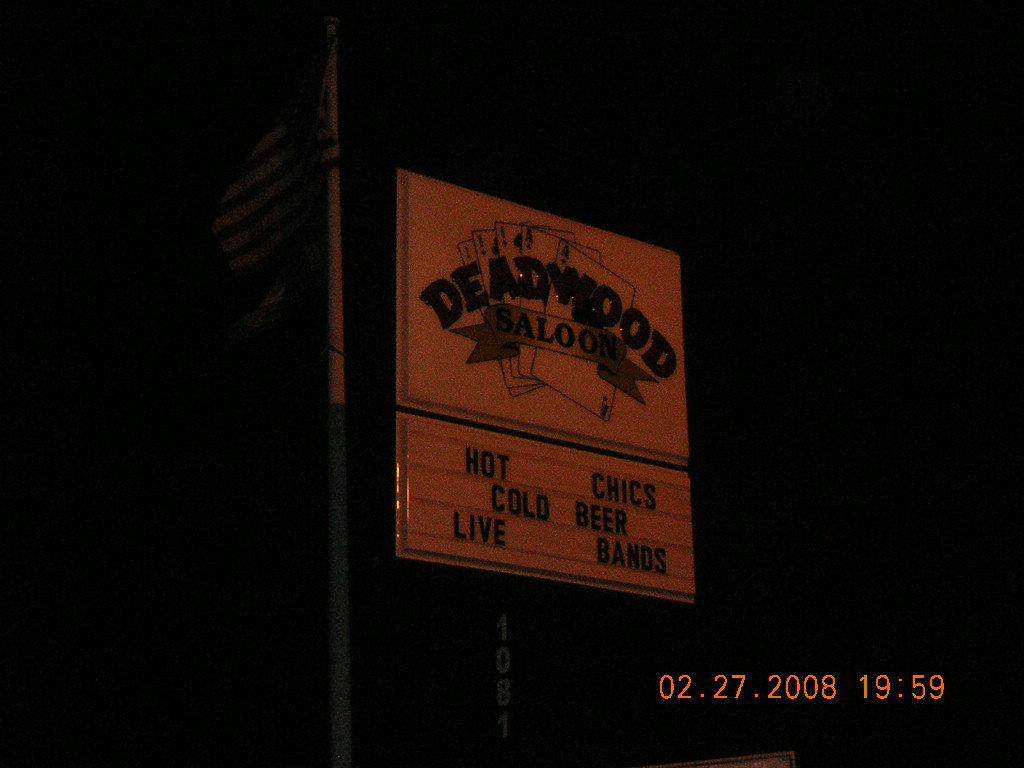 DEADWOOD
SALOON
HOT CHICS
COLD BEER
LIVE BANDS
1081
02.27.2008 19:59